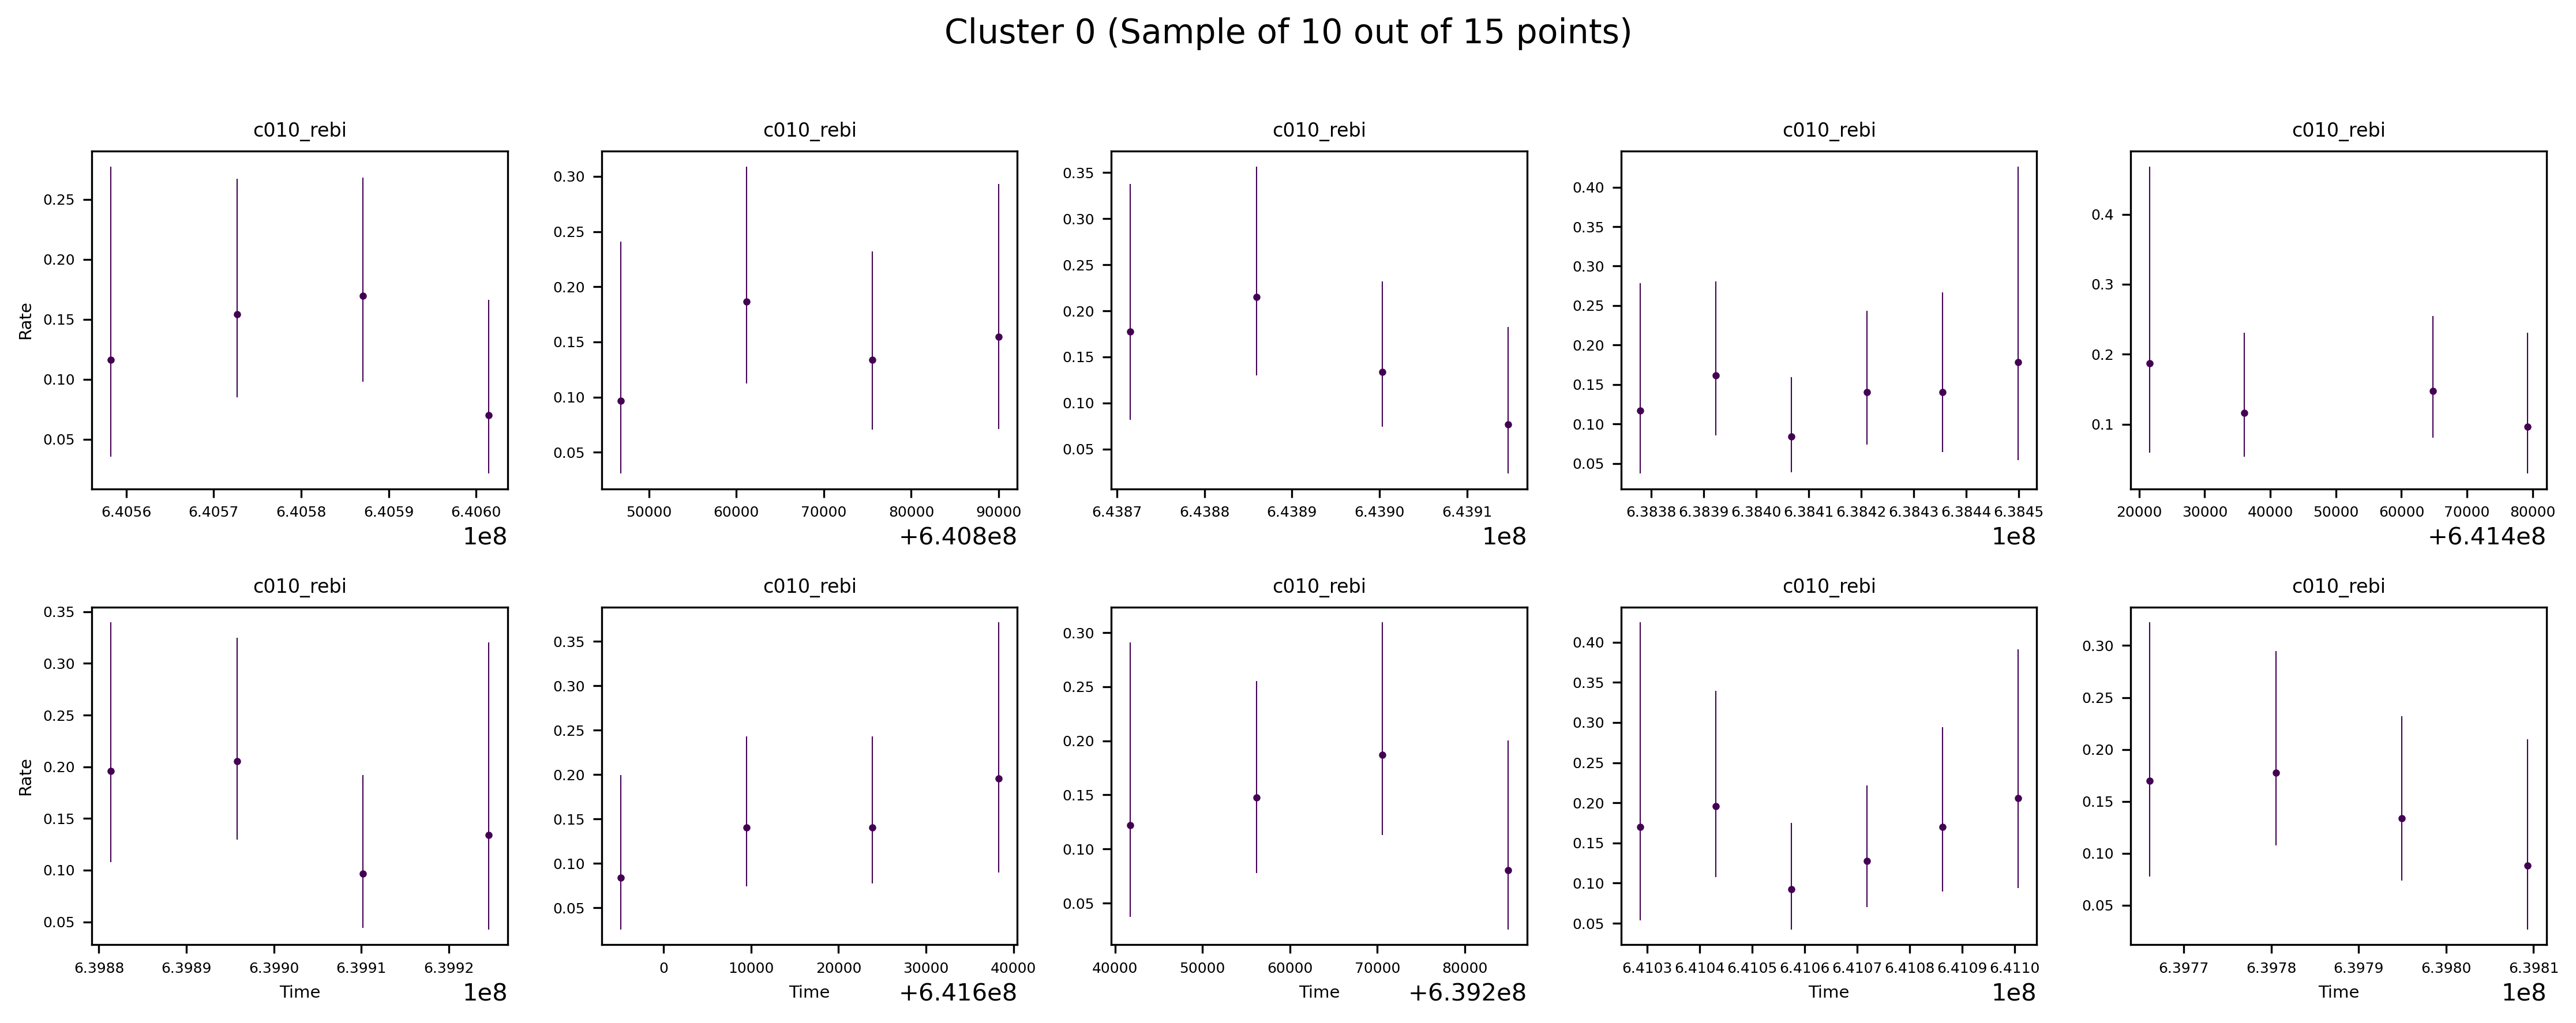 Cluster 0 (Sample of 10 out of 15 points)
c010_rebi c010_rebi c010_rebi c010_rebi c010_rebi
Rate
0.25
0.20
0.15
0.10
0.05
6.4056 6.4057 6.4058 6.4059 6.4060
1e8
0.30
0.25
0.20
0.15
0.10
0.05
50000 60000 70000 80000 90000
+6.408e8
0.35
0.30
0.25
0.20
0.15
0.10
0.05
6.4387 6.4388 6.4389 6.4390 6.4391
1e8
0.40
0.35
0.30
0.25
0.20
0.15
0.10
0.05
6.3838 6.3839 6.3840 6.3841 6.3842 6.3843 6.3844 6.3845
1e8
0.4
0.3
0.2
0.1
20000 30000 40000 50000 60000 70000 80000
+6.414e8
c010_rebi c010_rebi c010_rebi c010_rebi c010_rebi
Rate
0.35
0.30
0.25
0.20
0.15
0.10
0.05
6.3988 6.3989 6.3990 6.3991 6.3992
Time 1e8
0.35
0.30
0.25
0.20
0.15
0.10
0.05
0 10000 20000 30000 40000
Time +6.416e8
0.30
0.25
0.20
0.15
0.10
0.05
40000 50000 60000 70000 80000
Time +6.392e8
0.40
0.35
0.30
0.25
0.20
0.15
0.10
0.05
6.4103 6.4104 6.4105 6.4106 6.4107 6.4108 6.4109 6.4110
Time 1e8
0.30
0.25
0.20
0.15
0.10
0.05
6.3977 6.3978 6.3979 6.3980 6.3981
Time 1e8